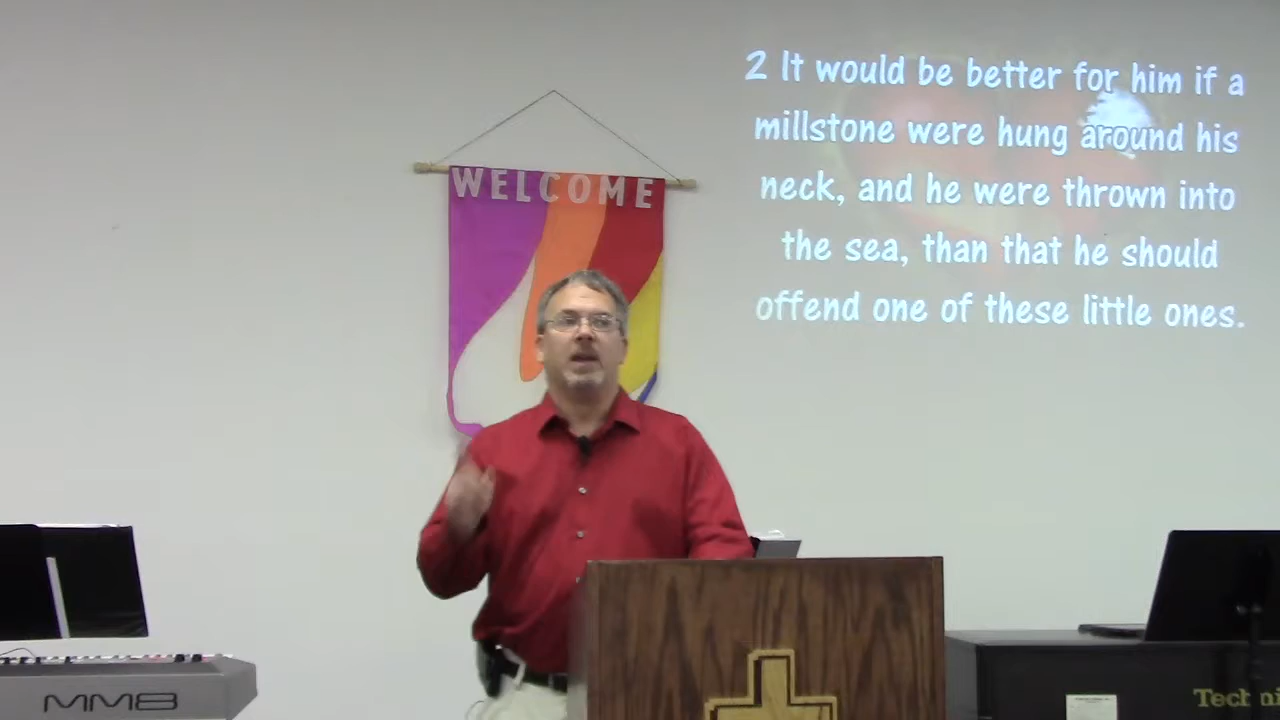 2 It would be better for him if a
millstone were hung around his
neck, and he were thrown into
the sea, than that he should
offend one of these little ones.
WELCOME
MM8
Techni